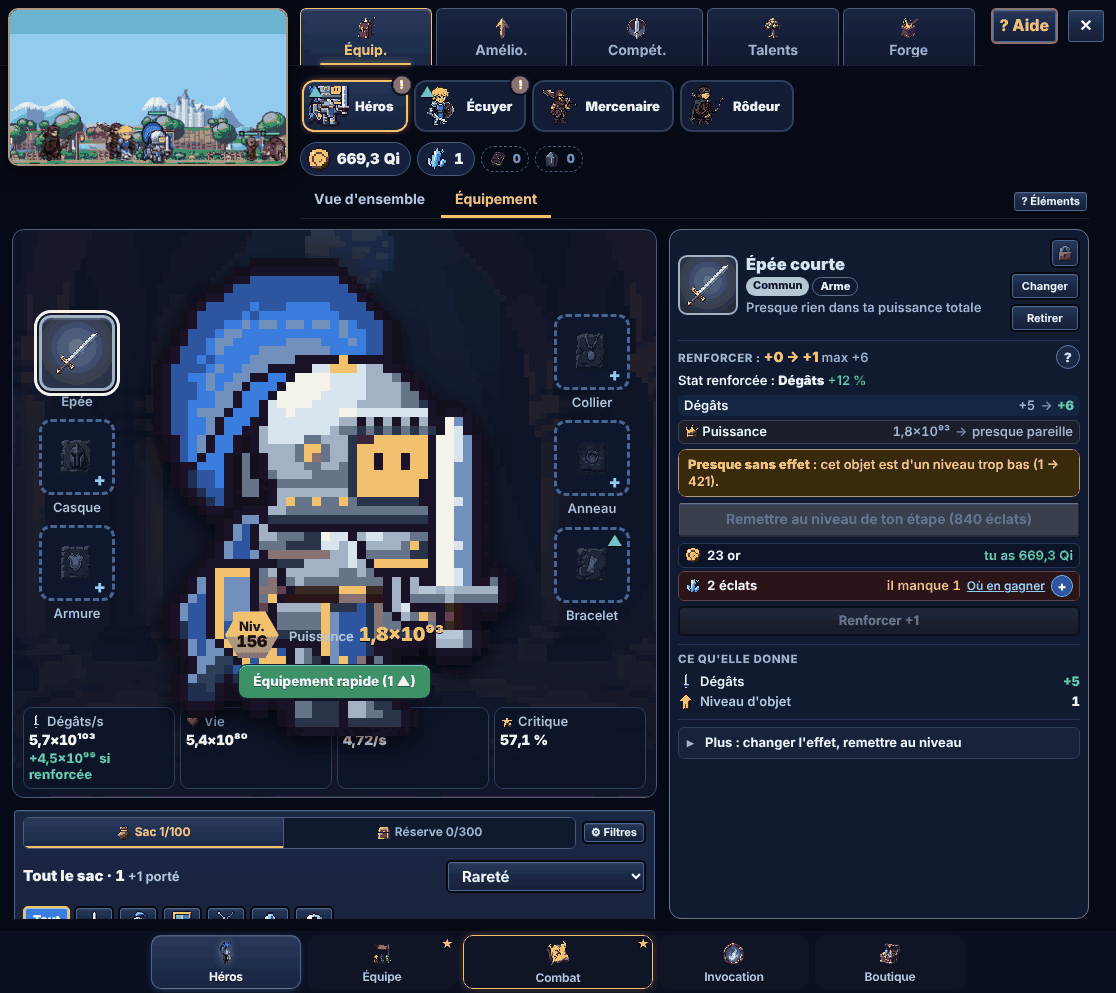 Équip.
Amélio.
Compét.
Talents
Forge
? Aide
×
Héros
!
Écuyer
!
Mercenaire
Rôdeur
669,3 Qi
1
0
0
Vue d'ensemble
Équipement
? Éléments
Épée
Casque
Armure
Collier
Anneau
Bracelet
Niv.
156
Puissance 1,8×10⁹³
Équipement rapide (1 ▲)
Dégâts/s
5,7×10¹⁰³
+4,5×10⁹⁹ si
renforcée
Vie
5,4×10⁸⁰
4,72/s
Critique
57,1 %
Sac 1/100
Réserve 0/300
⚙ Filtres
Tout le sac · 1 +1 porté
Rareté
Tout
Épée courte
Commun
Arme
Presque rien dans ta puissance totale
Changer
Retirer
RENFORCER : +0 → +1 max +6
?
Stat renforcée : Dégâts +12 %
Dégâts
+5 → +6
Puissance
1,8×10⁹³ → presque pareille
Presque sans effet : cet objet est d'un niveau trop bas (1 →
421).
Remettre au niveau de ton étape (840 éclats)
23 or
tu as 669,3 Qi
2 éclats
il manque 1 Où en gagner +
Renforcer +1
CE QU'ELLE DONNE
Dégâts
+5
Niveau d'objet
1
▸ Plus : changer l'effet, remettre au niveau
Héros
Équipe
Combat
Invocation
Boutique